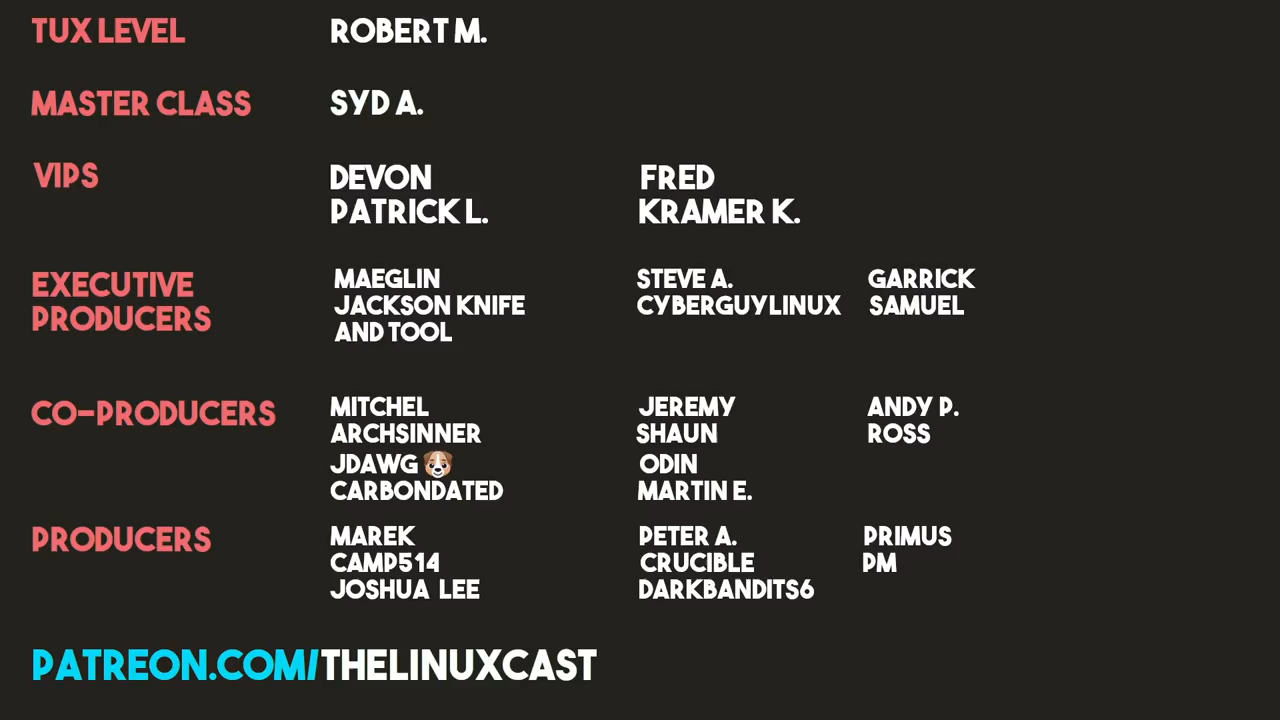 TUX LEVEL ROBERT M.
MASTER CLASS SYD A.
VIPS DEVON FRED
PATRICK L. KRAMER K.
EXECUTIVE PRODUCERS
MAEGLIN STEVE A. GARRICK
JACKSON KNIFE CYBERGUYLINUX SAMUEL
AND TOOL
CO-PRODUCERS MITCHEL JEREMY ANDY P.
ARCHSINNER SHAUN ROSS
JDAWG 🐶 ODIN
CARBONDATED MARTIN E.
PRODUCERS MAREK PETER A. PRIMUS
CAMP514 CRUCIBLE PM
JOSHUA LEE DARKBANDITS6
PATREON.COM/THELINUXCAST